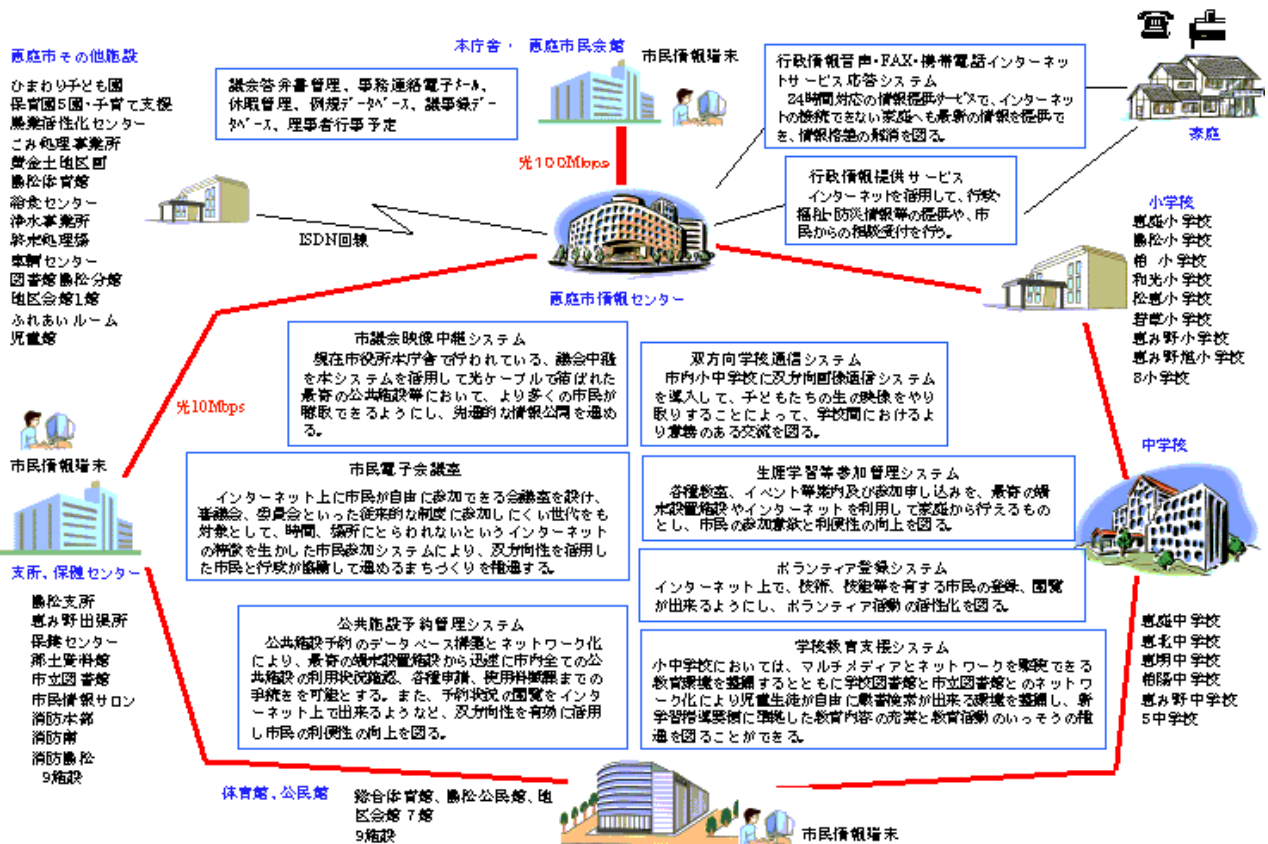 恵庭市その他施設
ひまわり子ども園
保育園5園・子育て支援
農業活性化センター
ごみ処理事業所
黄金土地区画
島松体育館
給食センター
浄水事業所
終末処理場
車輌センター
図書館島松分館
地区会館1館
ふれあいルーム
児童館
議会答弁書管理、事務連絡電子メール、
休暇管理、例規データベース、議事録デー
タベース、理事者行事予定
本庁舎・ 恵庭市民会館
市民情報端末
光100Mbps
行政情報音声・FAX・携帯電話インターネッ
トサービス応答システム
24時間対応の情報提供サービスで、インターネッ
トの接続できない家庭へも最新の情報を提供で
き、情報格差の解消を図る。
家庭
行政情報提供サービス
インターネットを活用して、行政・
福祉・防災情報等の提供や、市
民からの相談受付を行う。
ISDN回線
恵庭市情報センター
小学校
恵庭小学校
島松小学校
柏 小学校
和光小学校
松恵小学校
若草小学校
恵み野小学校
恵み野旭小学校
8小学校
市議会映像中継システム
現在市役所本庁舎で行われている、議会中継
を本システムを活用して光ケーブルで結ばれた
最寄の公共施設等において、より多くの市民が
聴取できるようにし、先進的な情報公開を進め
る。
双方向学校通信システム
市内小中学校に双方向画像通信システム
を導入して、子どもたちの生の映像をやり
取りすることによって、学校間におけるよ
り意義のある交流を図る。
光10Mbps
市民情報端末
市民電子会議室
インターネット上に市民が自由に参加できる会議室を設け、
審議会、委員会といった従来的な制度に参加しにくい世代をも
対象として、時間、場所にとらわれないというインターネット
の特徴を生かした市民参加システムにより、双方向性を活用し
た市民と行政が協働して進めるまちづくりを推進する。
生涯学習等参加管理システム
各種教室、イベント等案内及び参加申し込みを、最寄の端
末設置施設やインターネットを利用して家庭から行えるもの
とし、市民の参加意欲と利便性の向上を図る。
中学校
ボランティア登録システム
インターネット上で、技術、技能等を有する市民の登録、閲覧
が出来るようにし、ボランティア活動の活性化を図る。
支所、保健センター
島松支所
恵み野出張所
保健センター
郷土資料館
市立図書館
市民情報サロン
消防本部
消防南
消防島松
9施設
公共施設予約管理システム
公共施設予約のデータベース構築とネットワーク化
により、最寄の端末設置施設から迅速に市内全ての公
共施設の利用状況確認、各種申請、使用料試算までの
手続きを可能とする。また、予約状況の閲覧をインタ
ーネット上で出来るようなど、双方向性を有効に活用
し市民の利便性の向上を図る。
学校教育支援システム
小中学校においては、マルチメディアとネットワークを駆使できる
教育環境を整備するとともに学校図書館と市立図書館とのネットワ
ーク化により児童生徒が自由に蔵書検索が出来る環境を整備し、新
学習指導要領に準拠した教育内容の充実と教育活動のいっそうの推
進を図ることができる。
恵庭中学校
恵北中学校
恵明中学校
柏陽中学校
恵み野中学校
5中学校
体育館、公民館
総合体育館、島松公民館、地
区会館 7館
9施設
市民情報端末